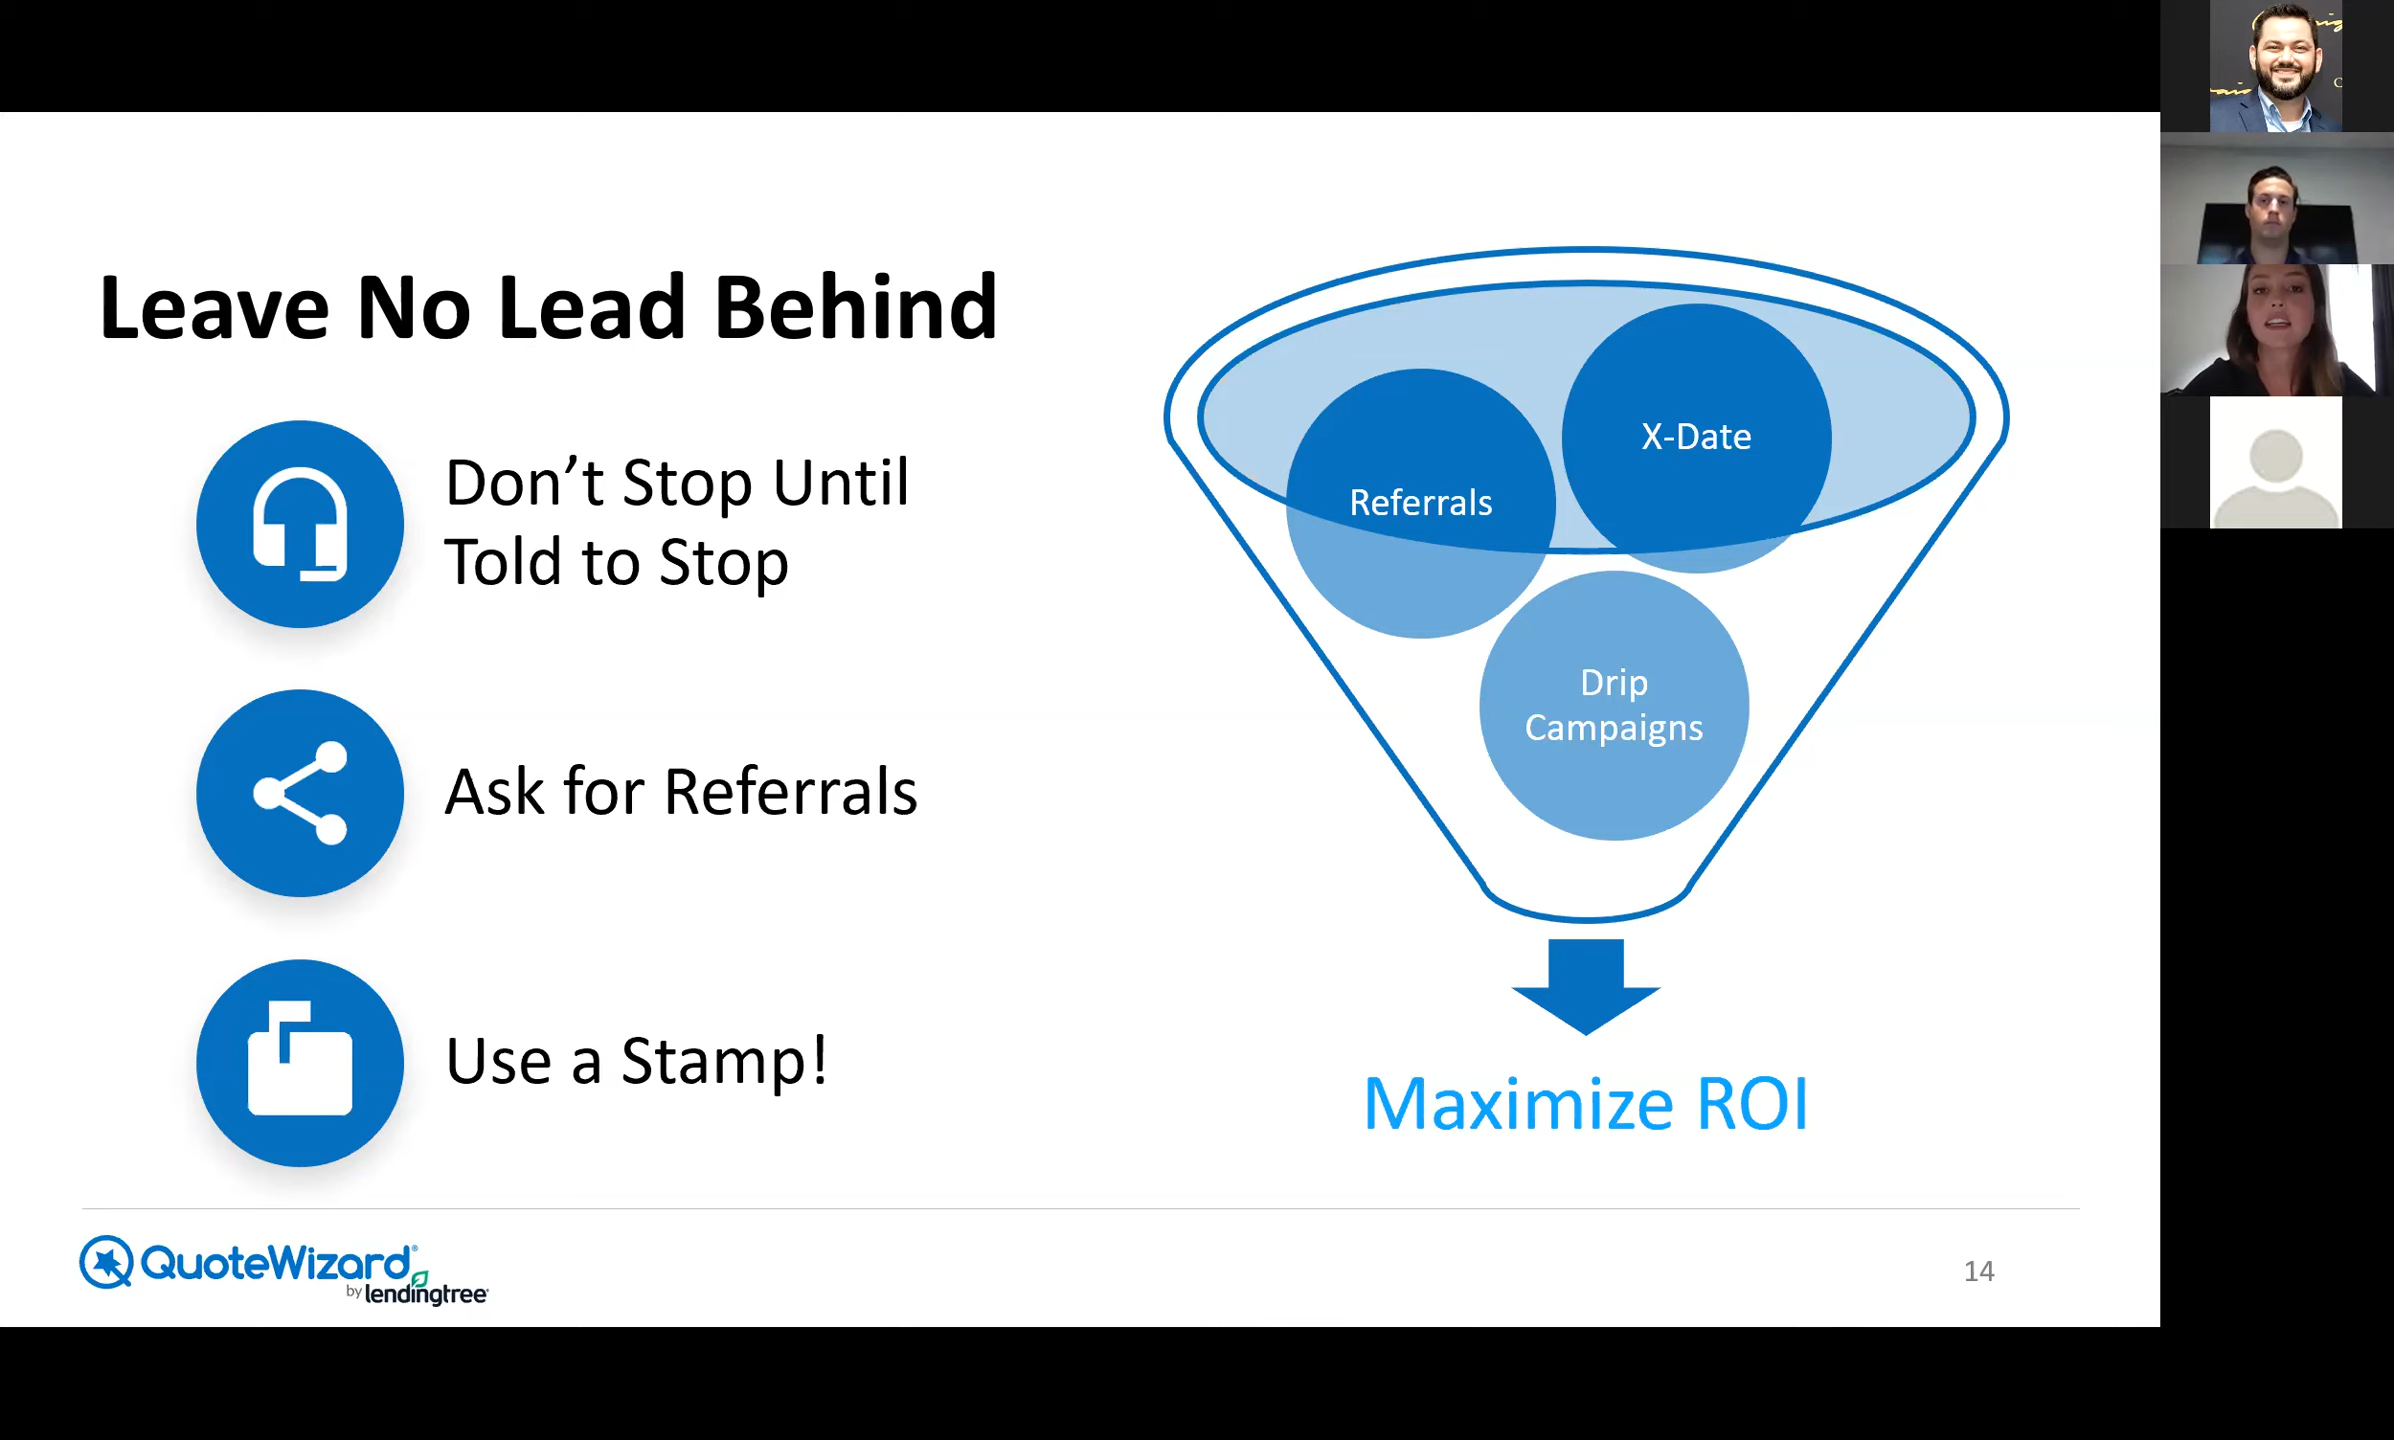 Leave No Lead Behind
Don’t Stop Until
Told to Stop
Ask for Referrals
Use a Stamp!
X-Date
Referrals
Drip
Campaigns
Maximize ROI
QuoteWizard®
by lendingtree
14